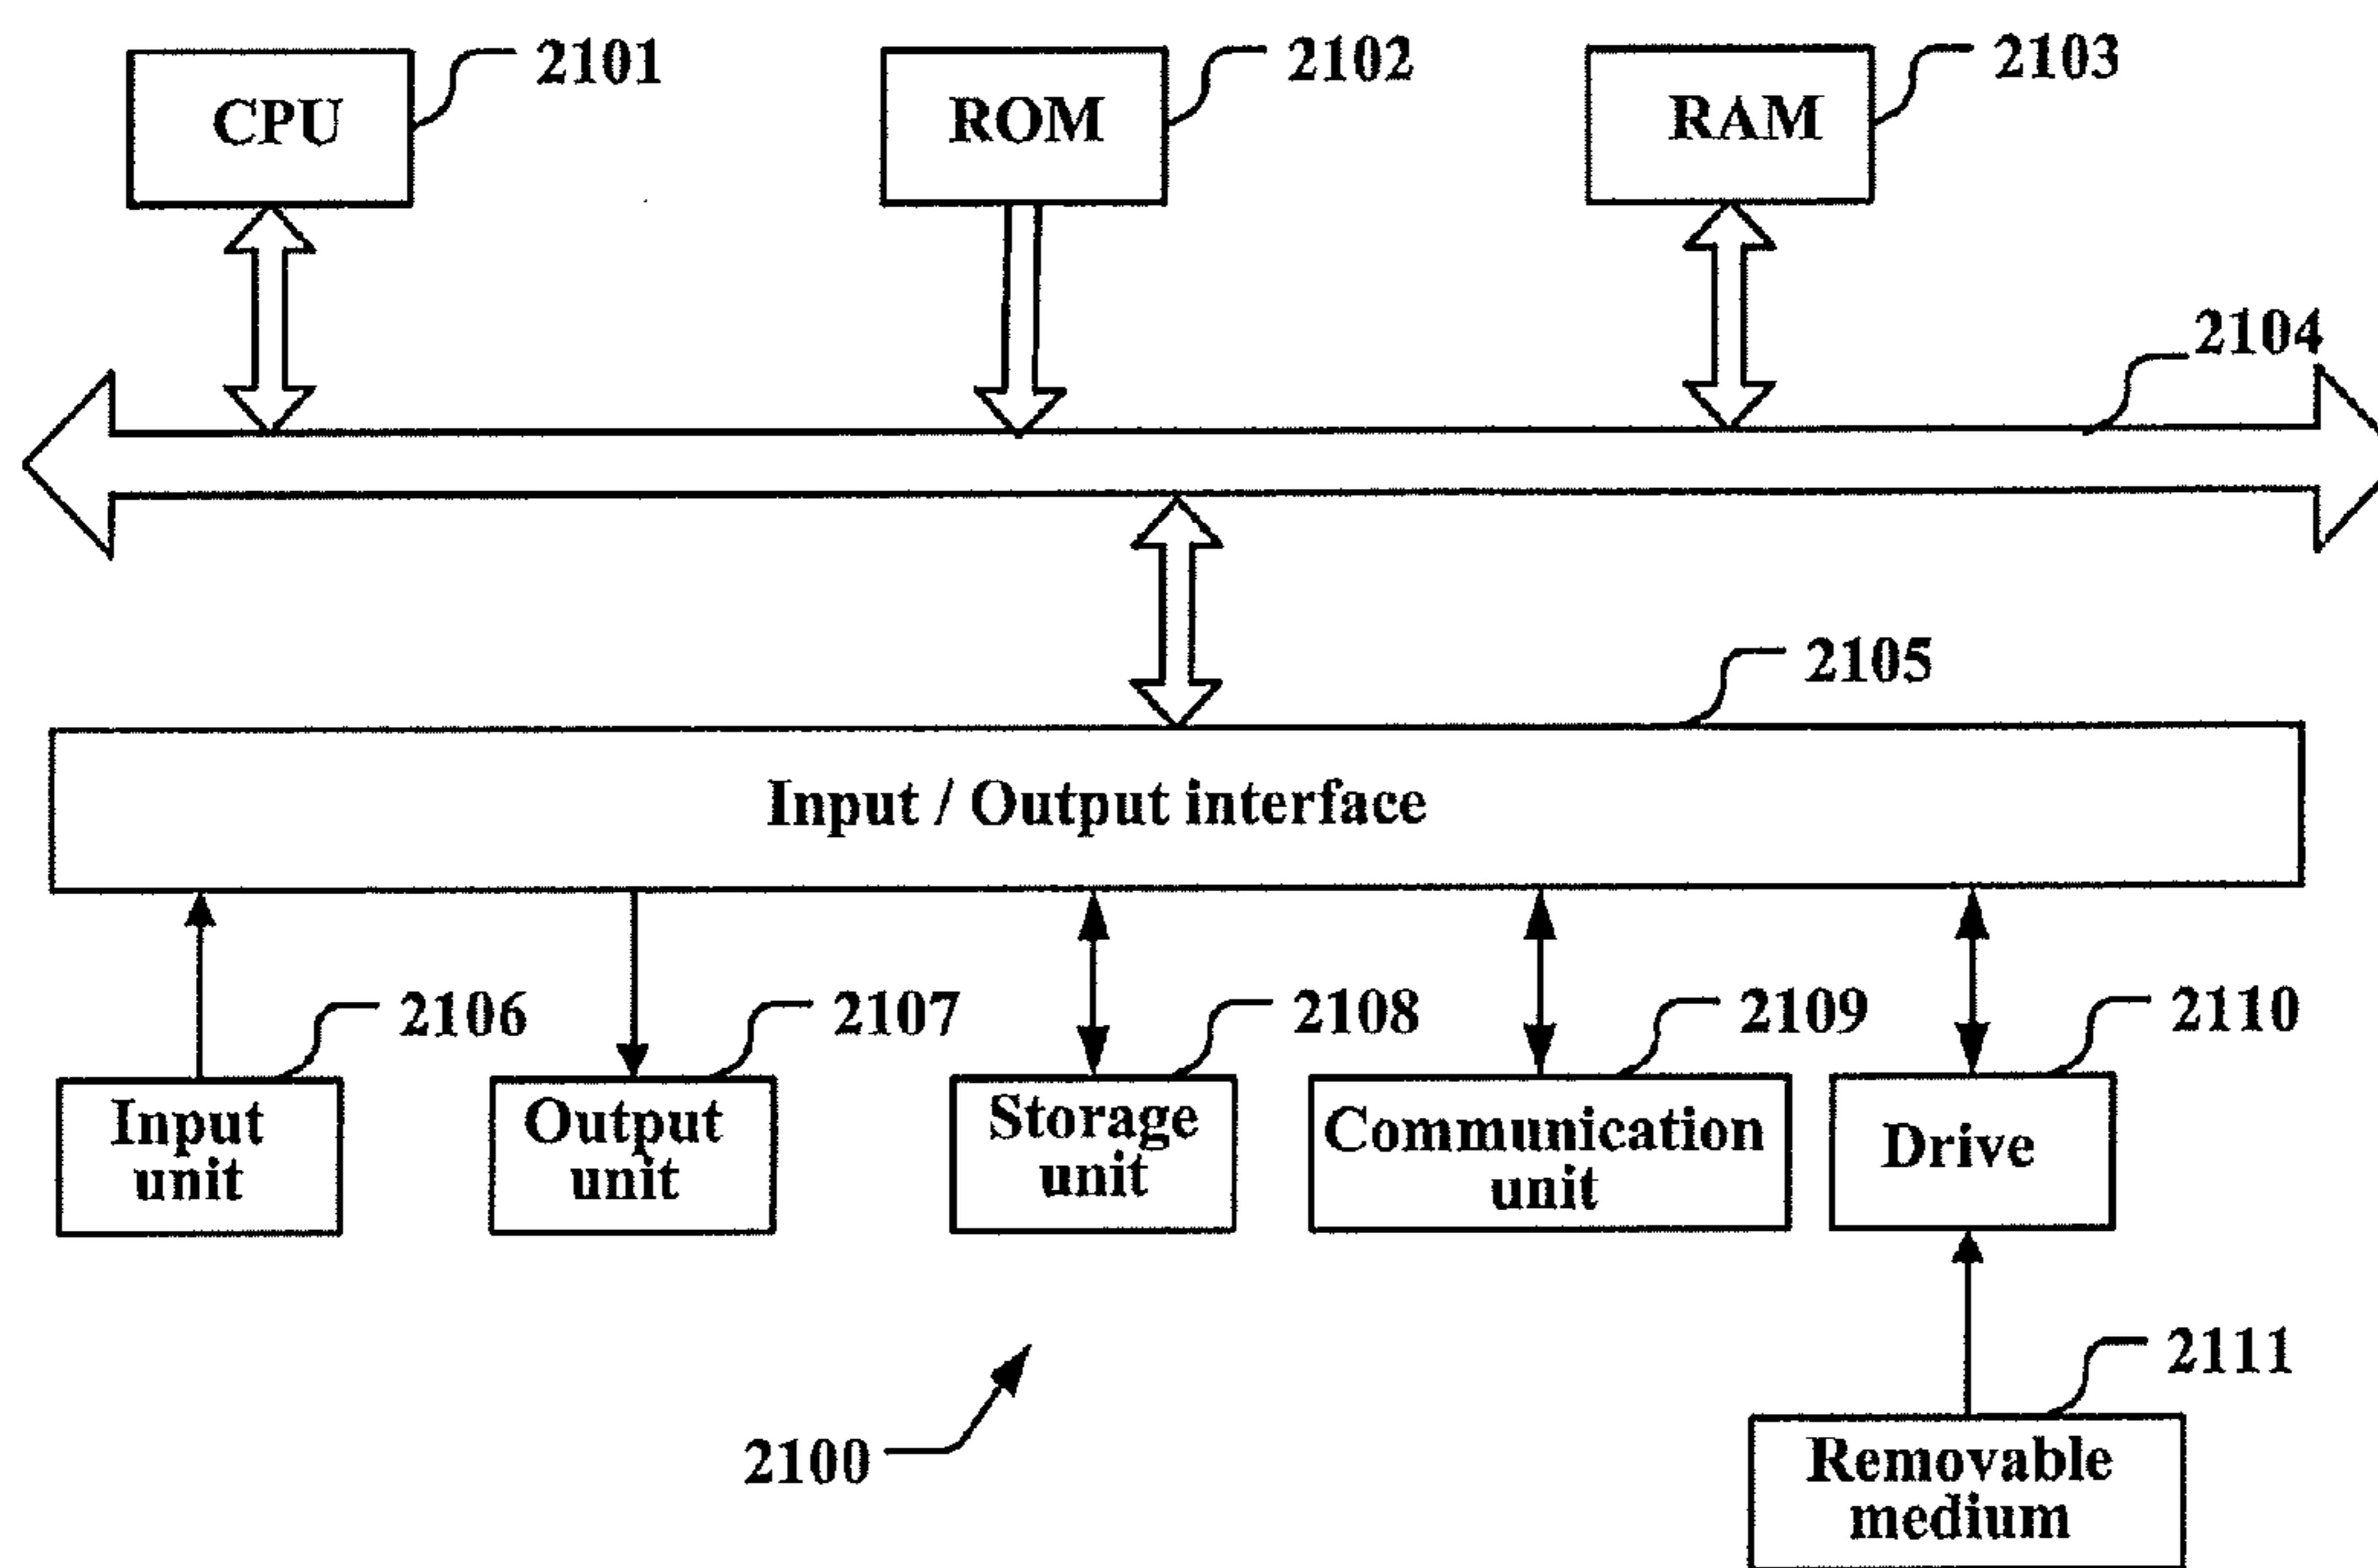 CPU
2101
ROM
2102
RAM
2103
2104
2105
Input / Output interface
2106
2107
2108
2109
2110
Input
unit
Output
unit
Storage
unit
Communication
unit
Drive
2111
2100
Removable
medium